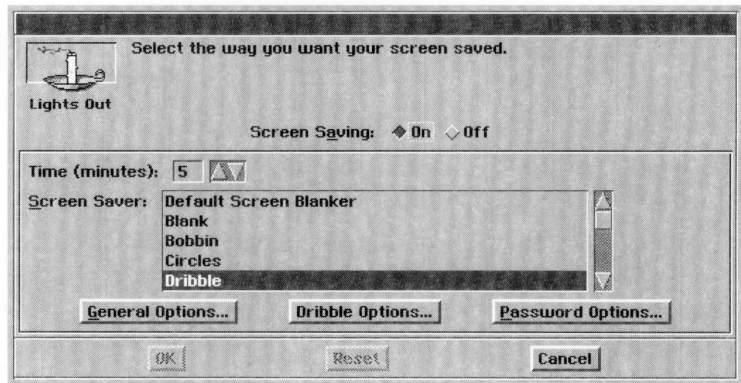 Select the way you want your screen saved.
Lights Out
Screen Saving: On Off
Time (minutes): 5
Screen Saver: Default Screen Blanker
Blank
Bobbin
Circles
Dribble
General Options... Dribble Options... Password Options...
OK Reset Cancel